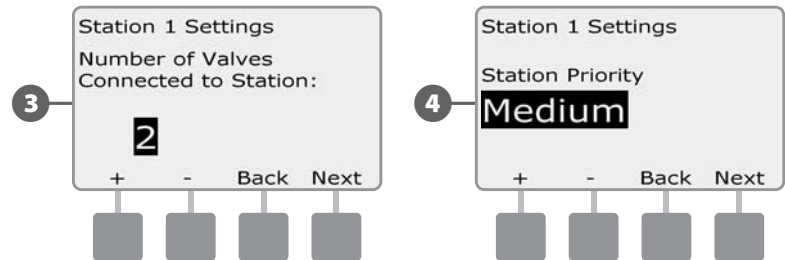 3
Station 1 Settings
Number of Valves
Connected to Station:
2
+ - Back Next
4
Station 1 Settings
Station Priority
Medium
+ - Back Next